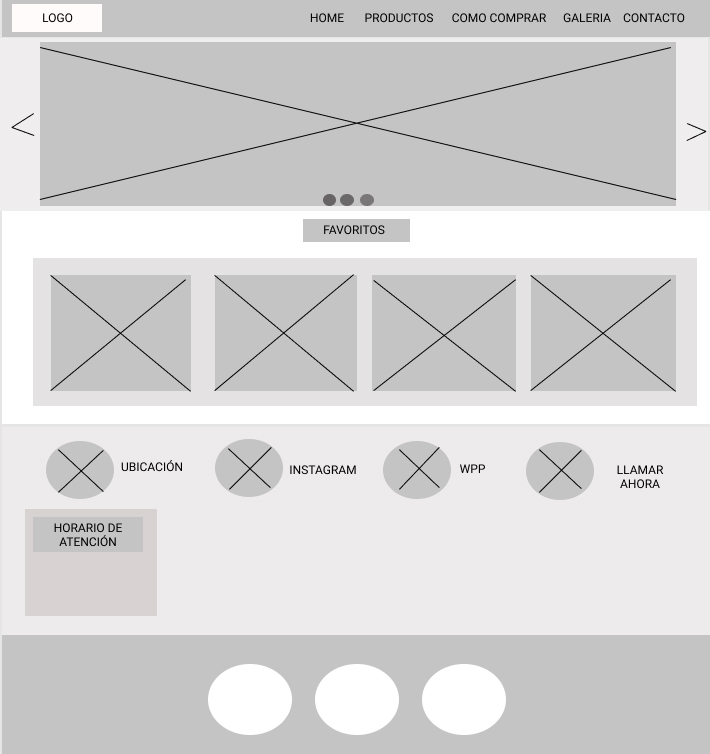 LOGO HOME PRODUCTOS COMO COMPRAR GALERIA CONTACTO
< >
FAVORITOS
UBICACIÓN INSTAGRAM WPP LLAMAR
AHORA
HORARIO DE
ATENCIÓN